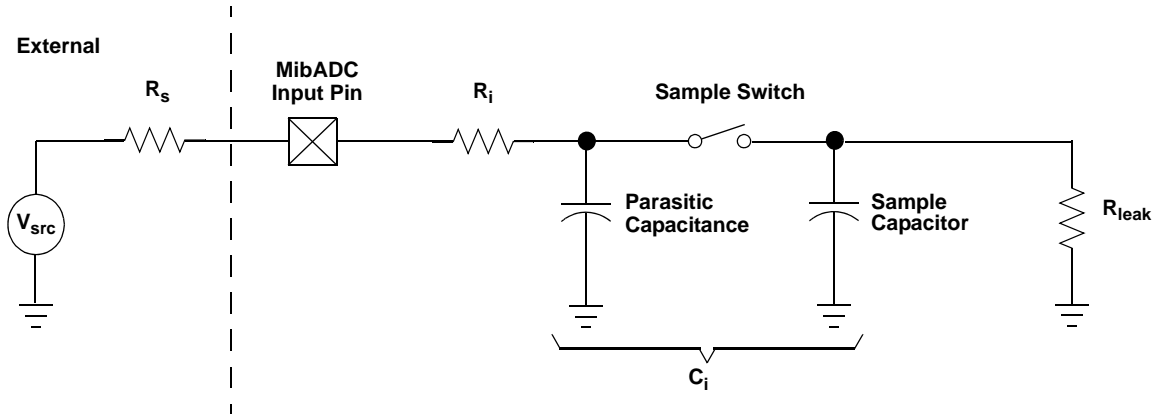 External
MibADC
Input Pin
Rs
Ri
Sample Switch
Vsrc
Parasitic
Capacitance
Sample
Capacitor
Rleak
Ci